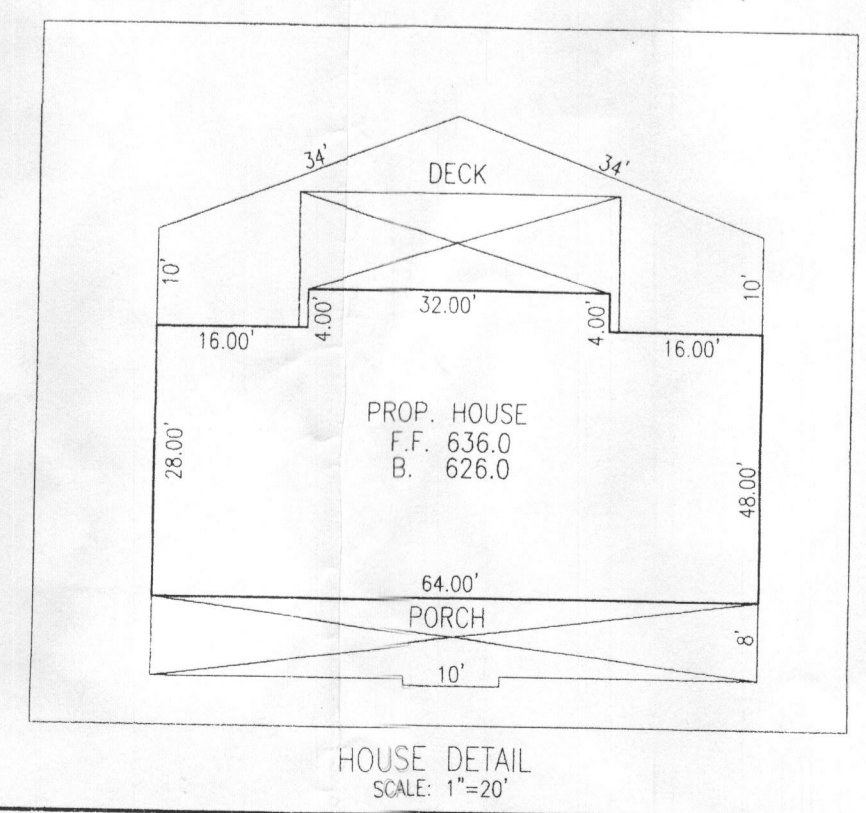 34'
34'
DECK
10'
10'
32.00'
4.00'
4.00'
16.00'
16.00'
PROP. HOUSE
F.F. 636.0
B. 626.0
28.00'
48.00'
64.00'
PORCH
8'
10'
HOUSE DETAIL
SCALE: 1"=20'